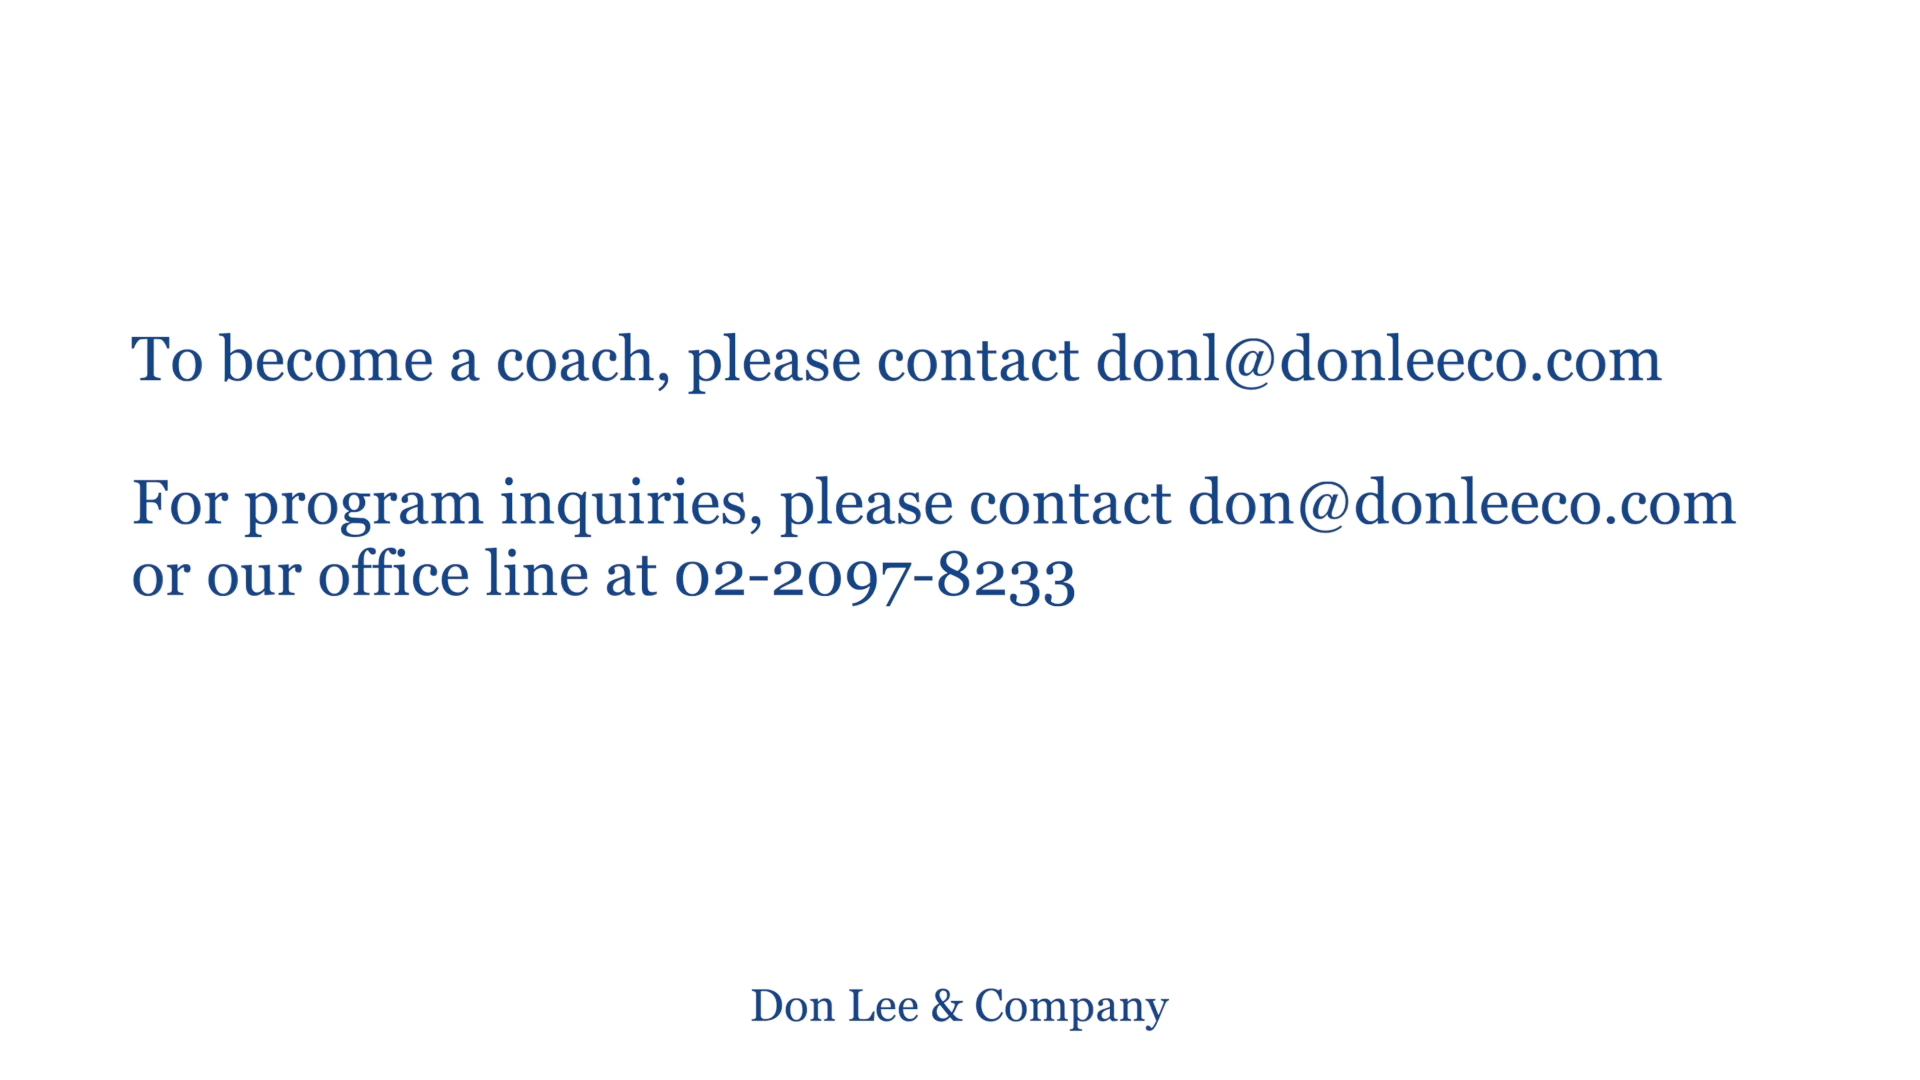 To become a coach, please contact donl@donleeco.com
For program inquiries, please contact don@donleeco.com
or our office line at 02-2097-8233
Don Lee & Company